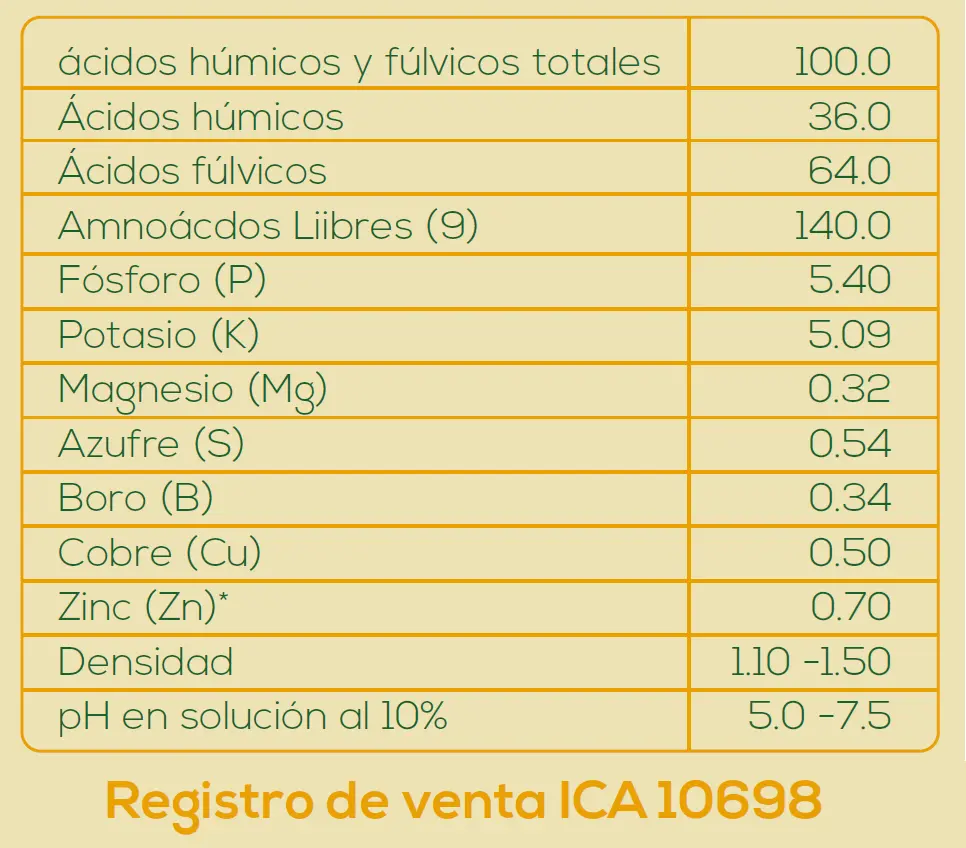 ácidos húmicos y fúlvicos totales 100.0
Ácidos húmicos 36.0
Ácidos fúlvicos 64.0
Amnoácdos Liibres (9) 140.0
Fósforo (P) 5.40
Potasio (K) 5.09
Magnesio (Mg) 0.32
Azufre (S) 0.54
Boro (B) 0.34
Cobre (Cu) 0.50
Zinc (Zn)* 0.70
Densidad 1.10 -1.50
pH en solución al 10% 5.0 -7.5
Registro de venta ICA 10698